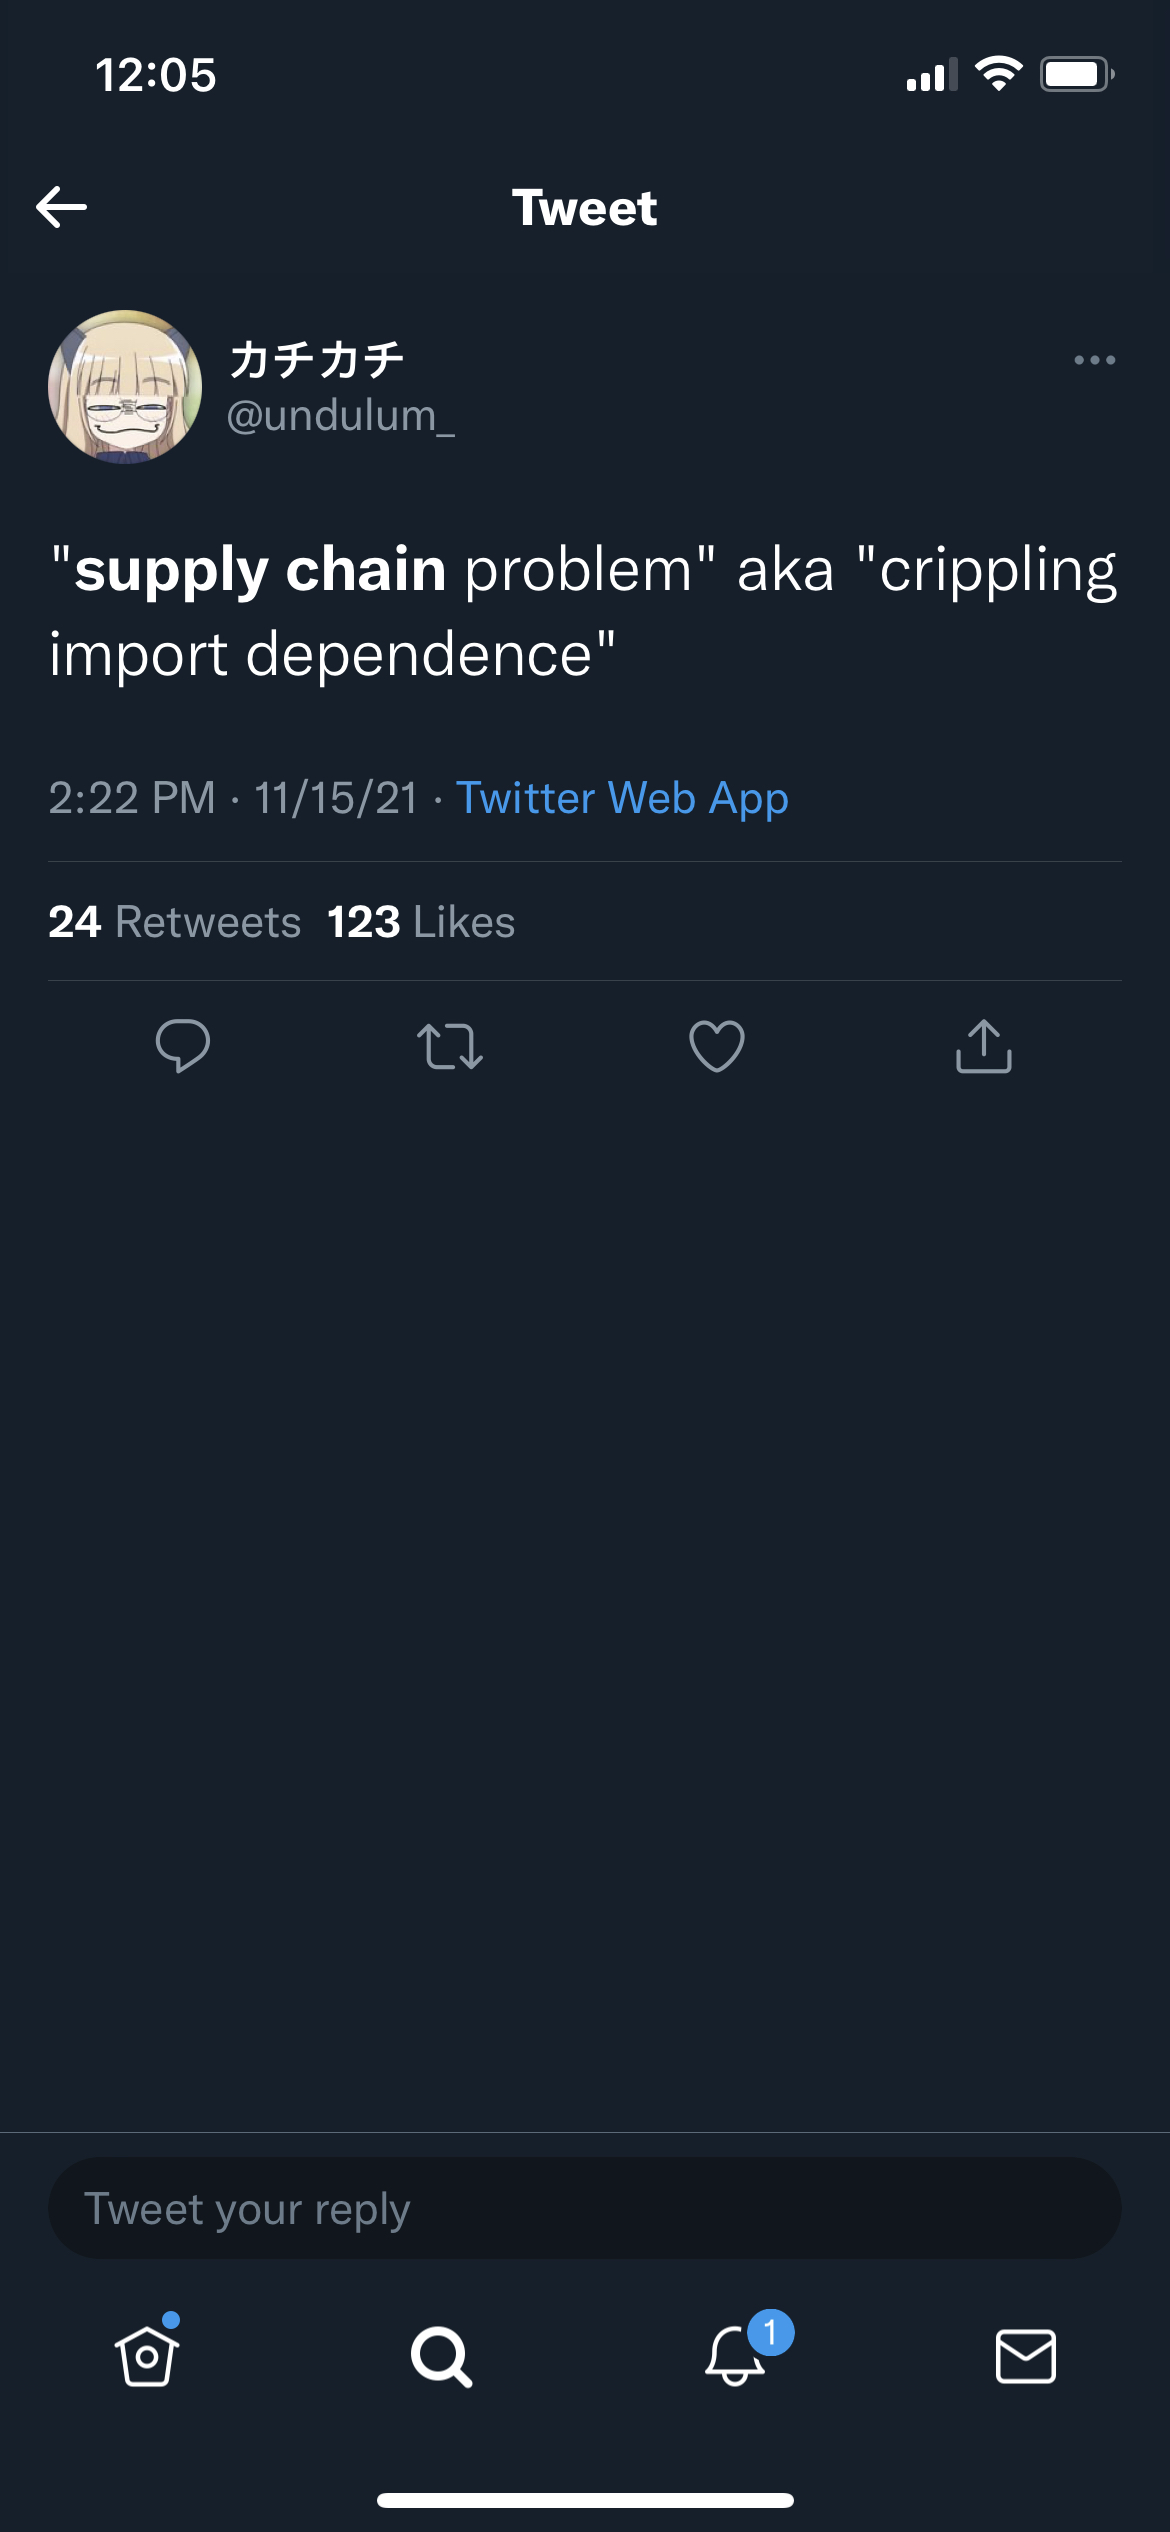 12:05
Tweet
カチカチ
@undulum_
"supply chain problem" aka "crippling
import dependence"
2:22 PM · 11/15/21 · Twitter Web App
24 Retweets 123 Likes
Tweet your reply
1